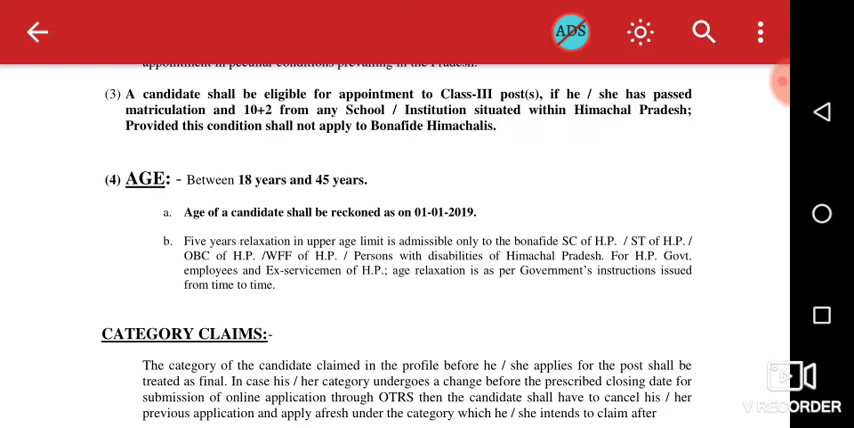 ADS
appointment in peculiar conditions prevailing in the Pradesh.
(3) A candidate shall be eligible for appointment to Class-III post(s), if he / she has passed
matriculation and 10+2 from any School / Institution situated within Himachal Pradesh;
Provided this condition shall not apply to Bonafide Himachalis.
(4) AGE: - Between 18 years and 45 years.
a. Age of a candidate shall be reckoned as on 01-01-2019.
b. Five years relaxation in upper age limit is admissible only to the bonafide SC of H.P. / ST of H.P. /
OBC of H.P. /WFF of H.P. / Persons with disabilities of Himachal Pradesh. For H.P. Govt.
employees and Ex-servicemen of H.P.; age relaxation is as per Government's instructions issued
from time to time.
CATEGORY CLAIMS:-
The category of the candidate claimed in the profile before he / she applies for the post shall be
treated as final. In case his / her category undergoes a change before the prescribed closing date for
submission of online application through OTRS then the candidate shall have to cancel his / her
previous application and apply afresh under the category which he / she intends to claim after
V RECORDER